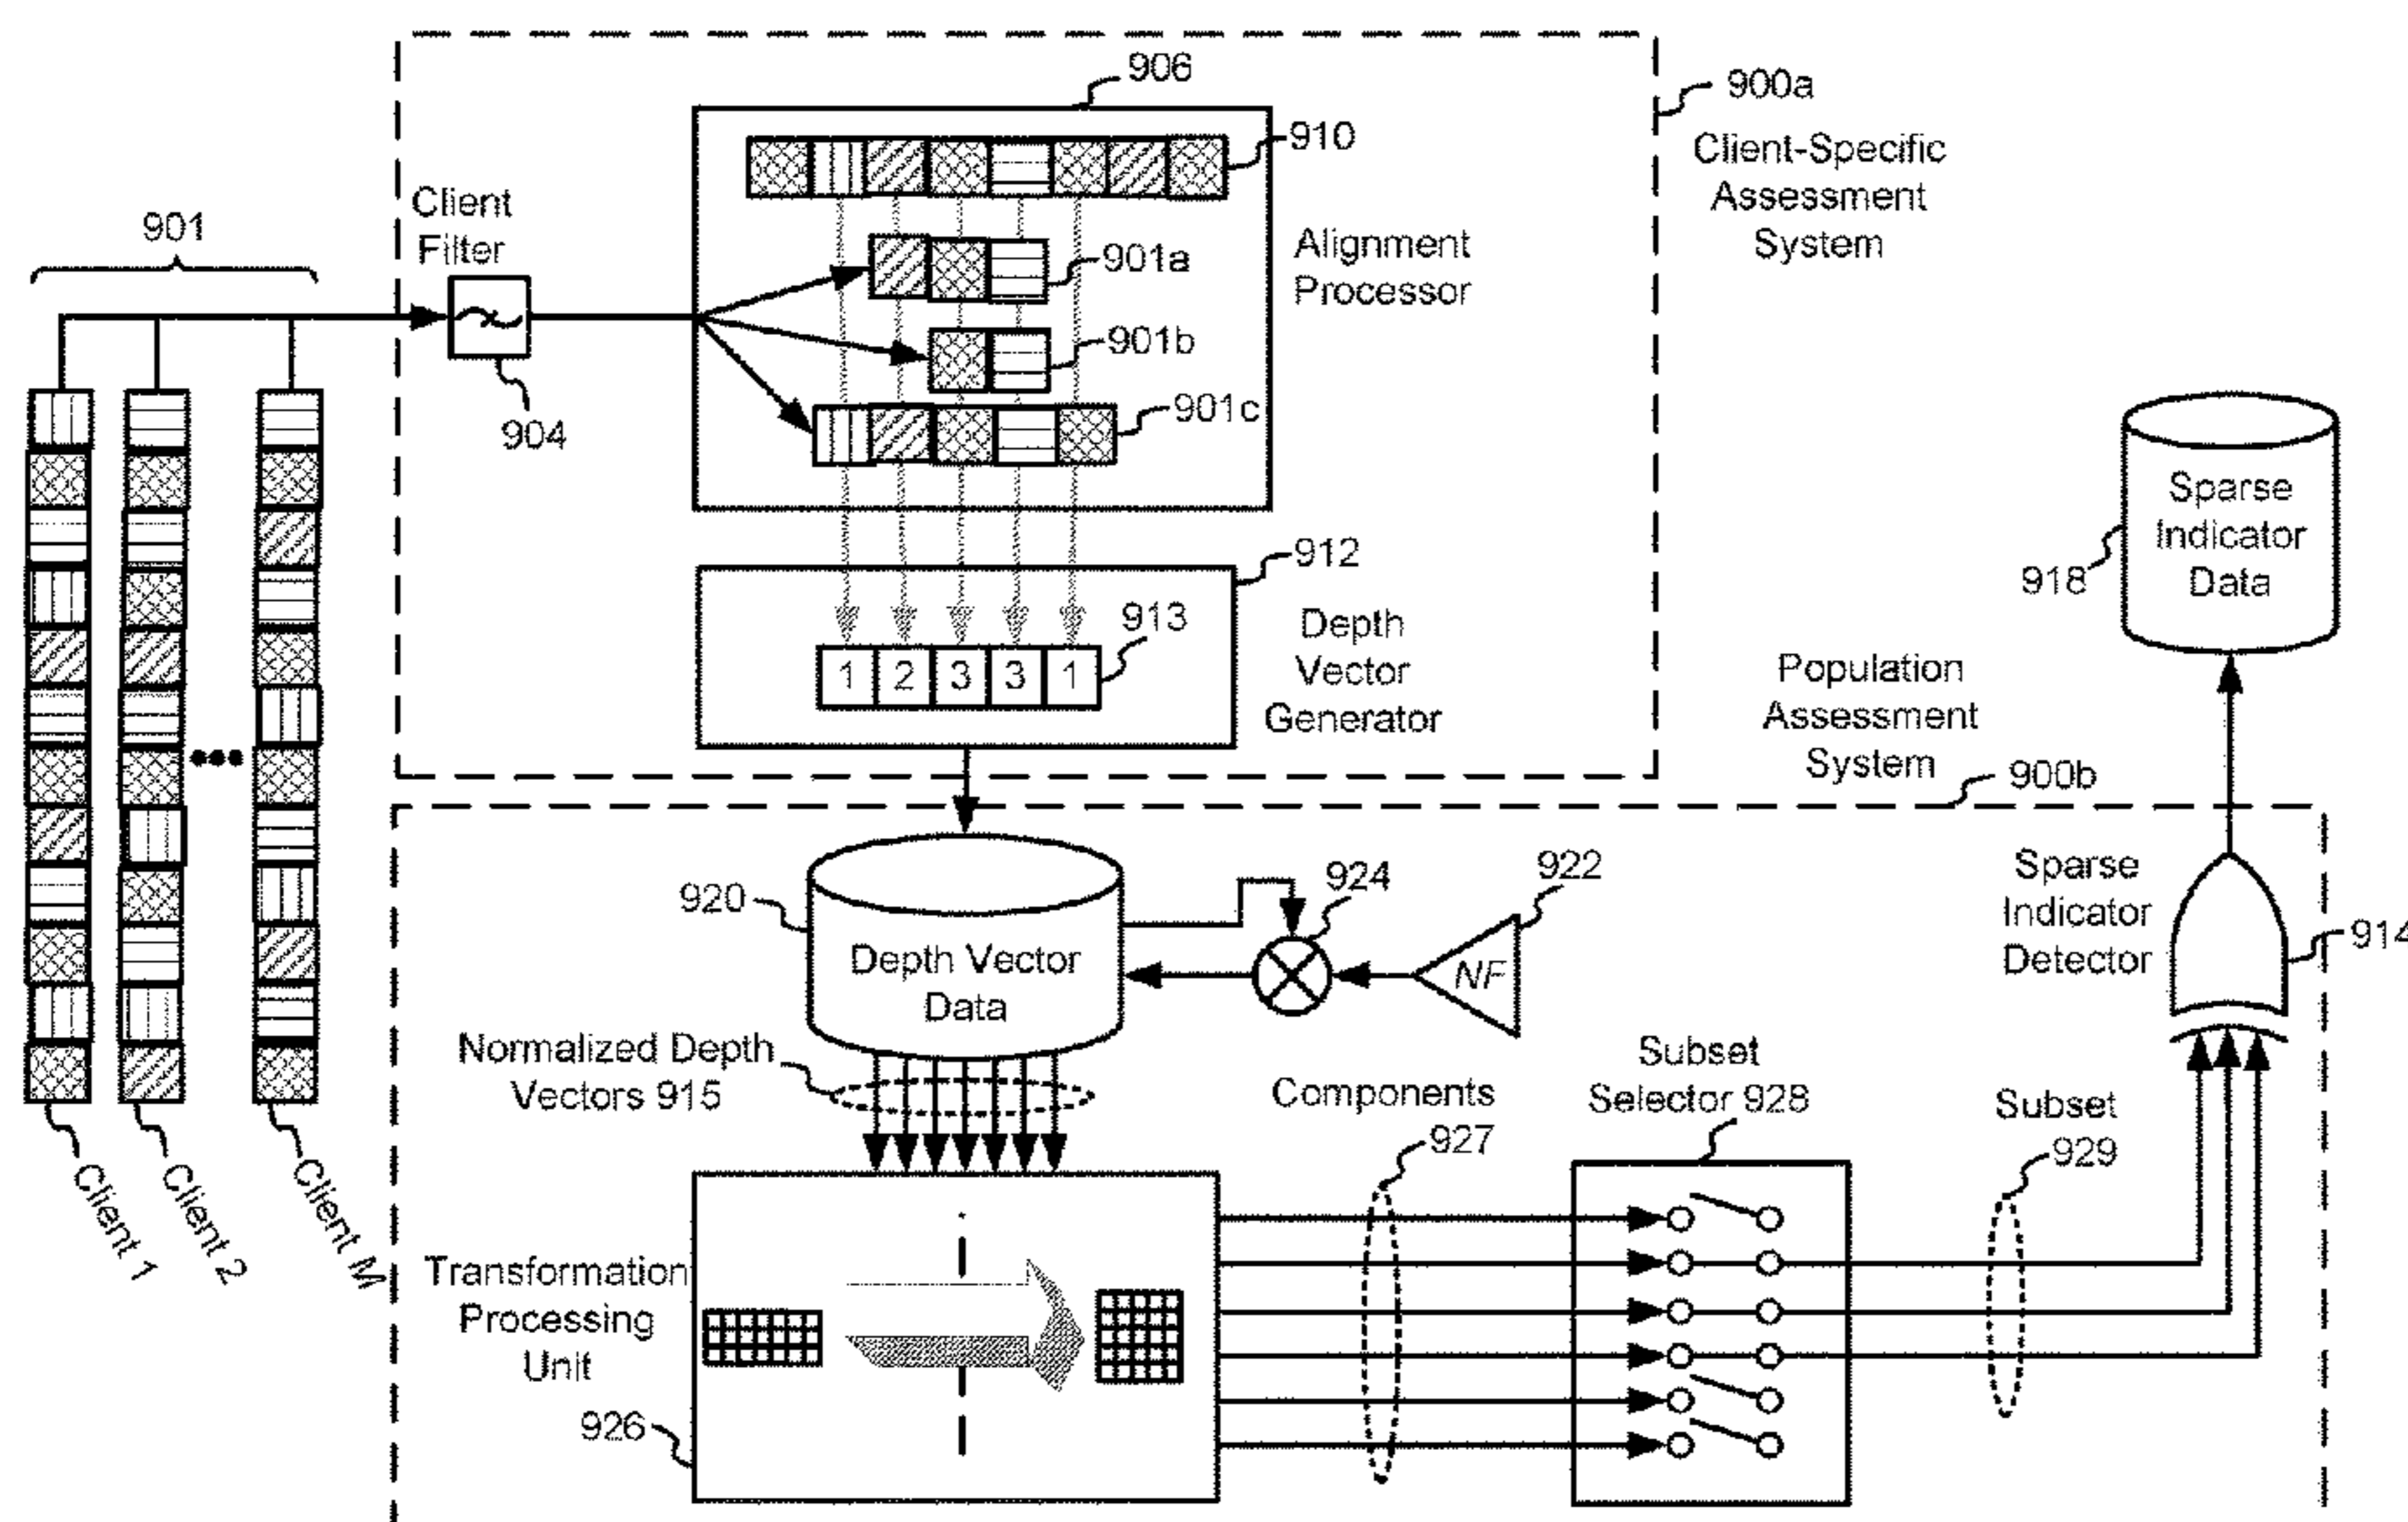 906
900a
Client-Specific
Assessment
System
910
Client
Filter
901
Alignment
Processor
901a
901b
901c
904
912
913
Depth
Vector
Generator
1 2 3 3 1
Sparse
Indicator
Data
918
Population
Assessment
System
900b
Sparse
Indicator
Detector
914
920
Depth Vector
Data
924
922
NF
Normalized Depth
Vectors 915
Components
927
Subset
Selector 928
Subset
929
Client 1
Client 2
Client M
Transformation
Processing
Unit
926